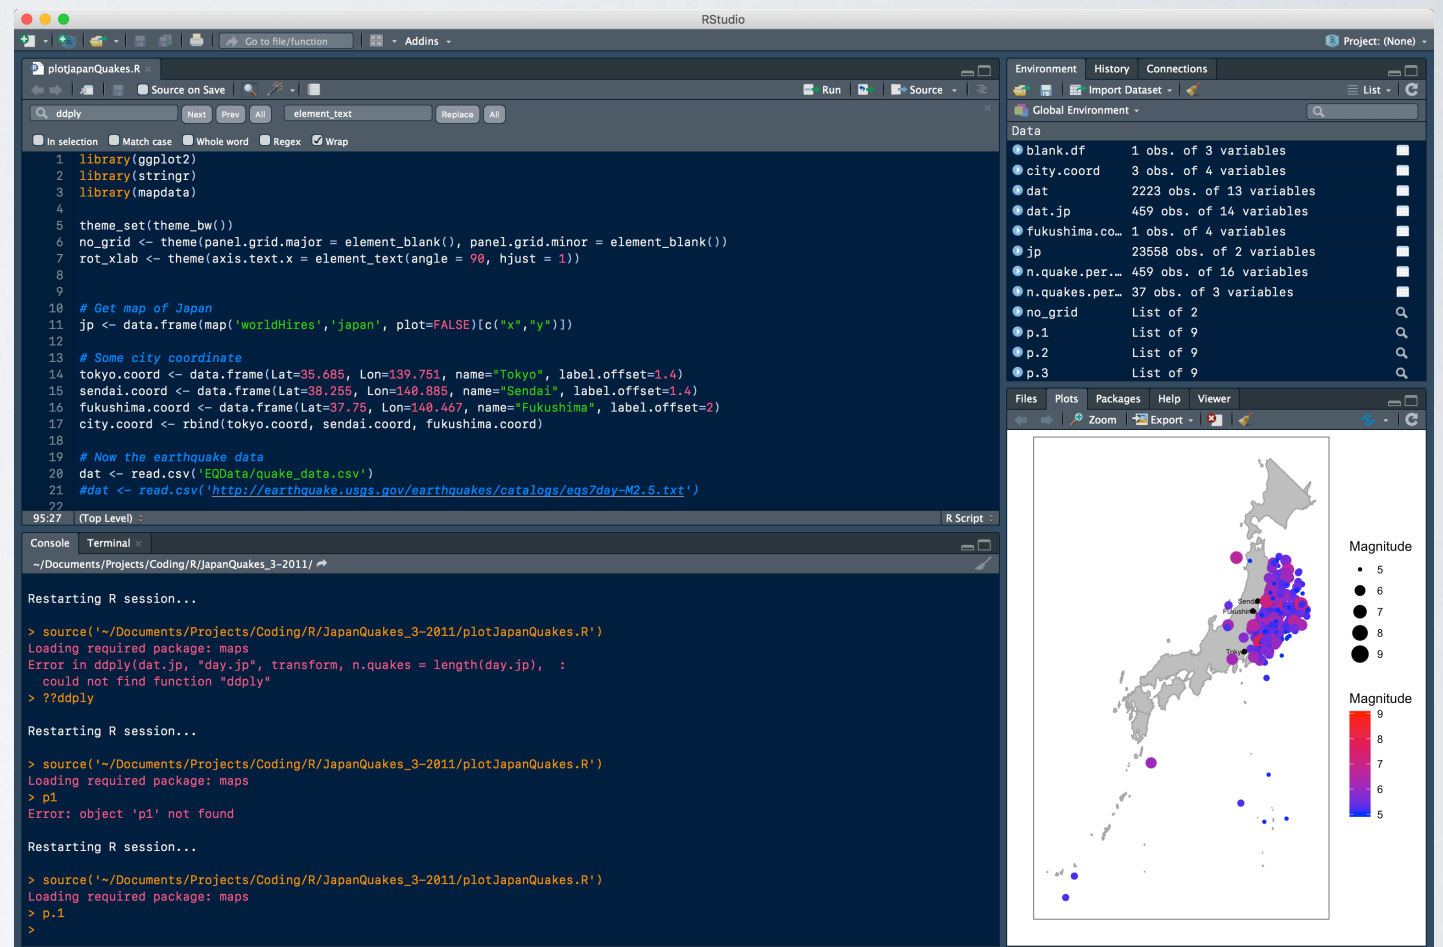 RStudio
Go to file/function
Addins
Project: (None)
plotJapanQuakes.R
Source on Save
Run
Source
ddply
Next
Prev
All
element_text
Replace
All
In selection
Match case
Whole word
Regex
Wrap
1 library(ggplot2)
2 library(stringr)
3 library(mapdata)
4
5 theme_set(theme_bw())
6 no_grid <- theme(panel.grid.major = element_blank(), panel.grid.minor = element_blank())
7 rot_xlab <- theme(axis.text.x = element_text(angle = 90, hjust = 1))
8
9
10 # Get map of Japan
11 jp <- data.frame(map('worldHires','japan', plot=FALSE)[c("x","y")])
12
13 # Some city coordinate
14 tokyo.coord <- data.frame(Lat=35.685, Lon=139.751, name="Tokyo", label.offset=1.4)
15 sendai.coord <- data.frame(Lat=38.255, Lon=140.885, name="Sendai", label.offset=1.4)
16 fukushima.coord <- data.frame(Lat=37.75, Lon=140.467, name="Fukushima", label.offset=2)
17 city.coord <- rbind(tokyo.coord, sendai.coord, fukushima.coord)
18
19 # Now the earthquake data
20 dat <- read.csv('EQData/quake_data.csv')
21 #dat <- read.csv('http://earthquake.usgs.gov/earthquakes/catalogs/eqs7day-M2.5.txt')
22
95:27 (Top Level) R Script
Console Terminal
~/Documents/Projects/Coding/R/JapanQuakes_3-2011/
Restarting R session...
> source('~/Documents/Projects/Coding/R/JapanQuakes_3-2011/plotJapanQuakes.R')
Loading required package: maps
Error in ddply(dat.jp, "day.jp", transform, n.quakes = length(day.jp),  :
could not find function "ddply"
> ??ddply
Restarting R session...
> source('~/Documents/Projects/Coding/R/JapanQuakes_3-2011/plotJapanQuakes.R')
Loading required package: maps
> p1
Error: object 'p1' not found
Restarting R session...
> source('~/Documents/Projects/Coding/R/JapanQuakes_3-2011/plotJapanQuakes.R')
Loading required package: maps
> p.1
>
Environment History Connections
Import Dataset
List
Global Environment
Data
blank.df 1 obs. of 3 variables
city.coord 3 obs. of 4 variables
dat 2223 obs. of 13 variables
dat.jp 459 obs. of 14 variables
fukushima.co… 1 obs. of 4 variables
jp 23558 obs. of 2 variables
n.quake.per.… 459 obs. of 16 variables
n.quakes.per… 37 obs. of 3 variables
no_grid List of 2
p.1 List of 9
p.2 List of 9
p.3 List of 9
Files Plots Packages Help Viewer
Zoom Export
Magnitude
5
6
7
8
9
Magnitude
9
8
7
6
5